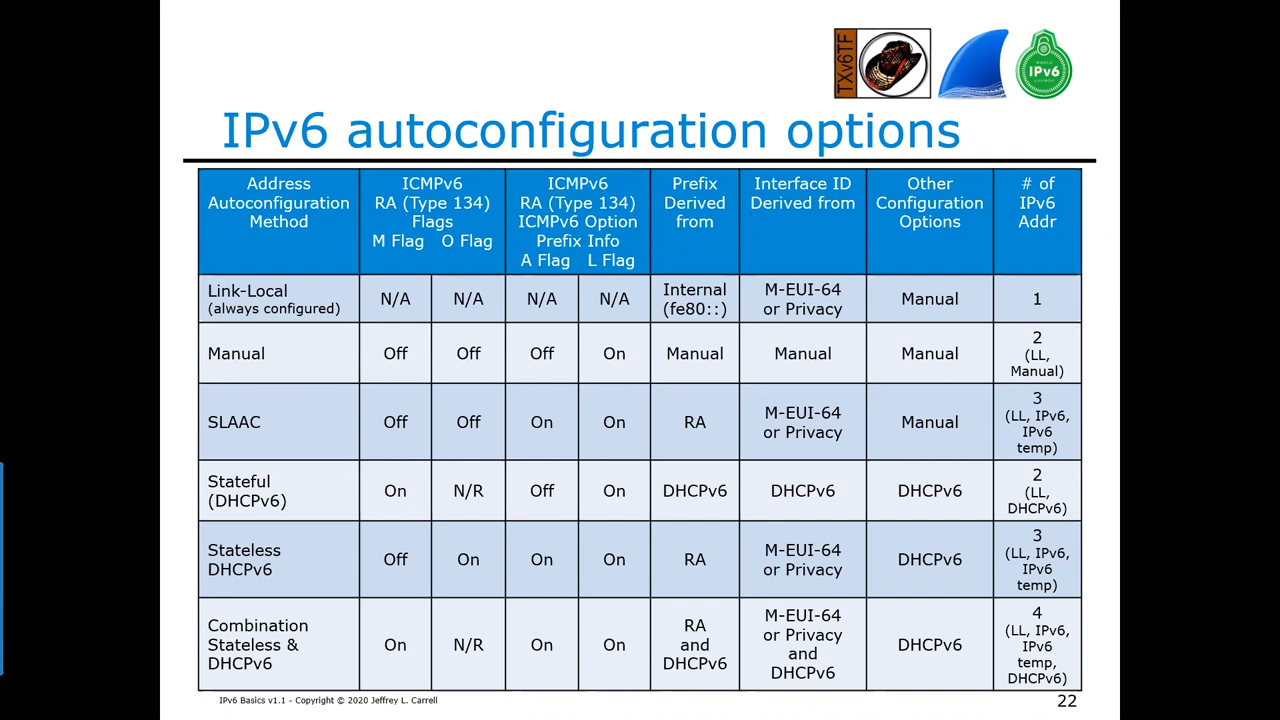 TXv6TF
WORLD
IPv6
LAUNCH
IPv6 autoconfiguration options
Address
Autoconfiguration
Method
ICMPv6
RA (Type 134)
Flags
M Flag O Flag
ICMPv6
RA (Type 134)
ICMPv6 Option
Prefix Info
A Flag L Flag
Prefix
Derived
from
Interface ID
Derived from
Other
Configuration
Options
# of
IPv6
Addr
Link-Local
(always configured)
N/A
N/A
N/A
N/A
Internal
(fe80::)
M-EUI-64
or Privacy
Manual
1
Manual
Off
Off
Off
On
Manual
Manual
Manual
2
(LL,
Manual)
SLAAC
Off
Off
On
On
RA
M-EUI-64
or Privacy
Manual
3
(LL, IPv6,
IPv6
temp)
Stateful
(DHCPv6)
On
N/R
Off
On
DHCPv6
DHCPv6
DHCPv6
2
(LL,
DHCPv6)
Stateless
DHCPv6
Off
On
On
On
RA
M-EUI-64
or Privacy
DHCPv6
3
(LL, IPv6,
IPv6
temp)
Combination
Stateless &
DHCPv6
On
N/R
On
On
RA
and
DHCPv6
M-EUI-64
or Privacy
and
DHCPv6
DHCPv6
4
(LL, IPv6,
IPv6
temp,
DHCPv6)
IPv6 Basics v1.1 - Copyright © 2020 Jeffrey L. Carrell
22